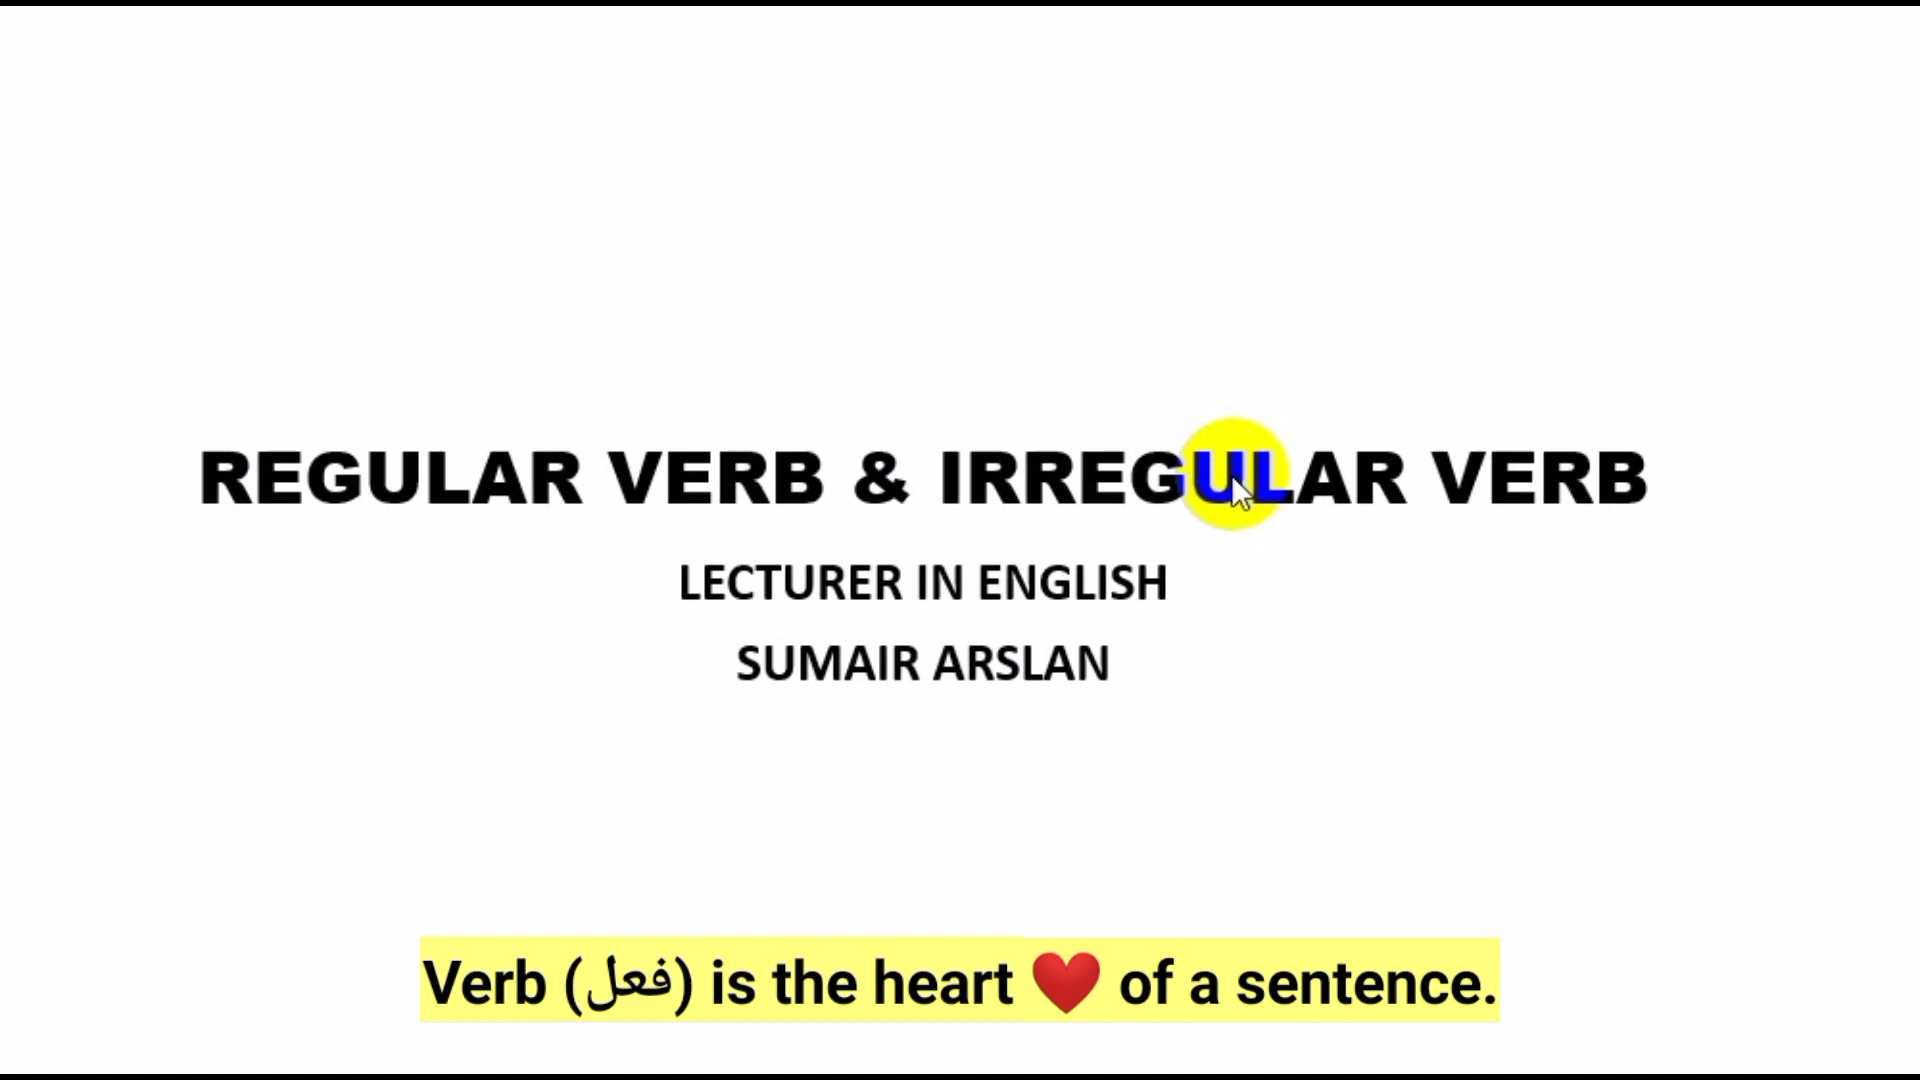 REGULAR VERB & IRREGULAR VERB
LECTURER IN ENGLISH
SUMAIR ARSLAN
Verb (فعل) is the heart ❤️ of a sentence.